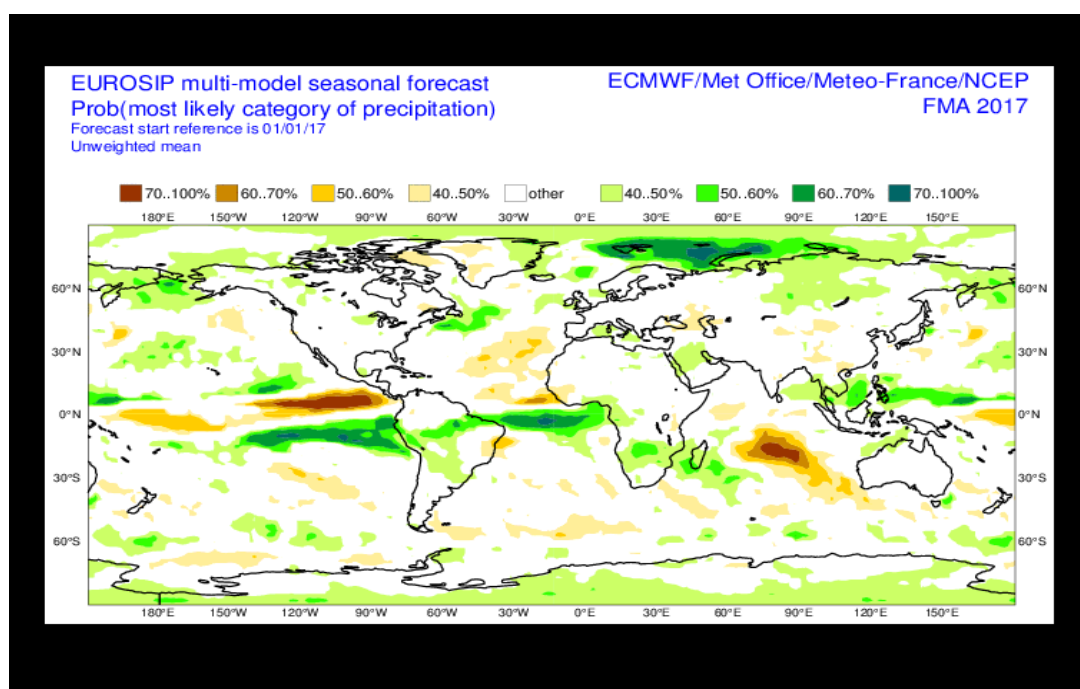 EUROSIP multi-model seasonal forecast
Prob(most likely category of precipitation)
Forecast start reference is 01/01/17
Unweighted mean
ECMWF/Met Office/Meteo-France/NCEP
FMA 2017
70..100% 60..70% 50..60% 40..50% other 40..50% 50..60% 60..70% 70..100%
180°E 150°W 120°W 90°W 60°W 30°W 0°E 30°E 60°E 90°E 120°E 150°E
60°N 60°N
30°N 30°N
0°N 0°N
30°S 30°S
60°S 60°S
180°E 150°W 120°W 90°W 60°W 30°W 0°E 30°E 60°E 90°E 120°E 150°E